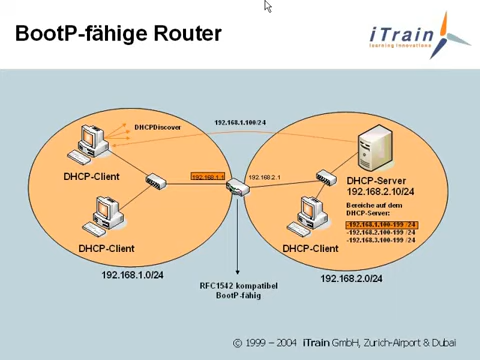 BootP-fähige Router
iTrain
learning innovations
192.168.1.100/24
DHCPDiscover
DHCP-Client
192.168.1.1
192.168.2.1
DHCP-Server
192.168.2.10/24
Bereiche auf dem
DHCP-Server:
-192.168.1.100-199 /24
-192.168.2.100-199 /24
-192.168.3.100-199 /24
DHCP-Client
DHCP-Client
192.168.1.0/24
192.168.2.0/24
RFC1542 kompatibel
BootP-fähig
© 1999 – 2004 iTrain GmbH, Zurich-Airport & Dubai